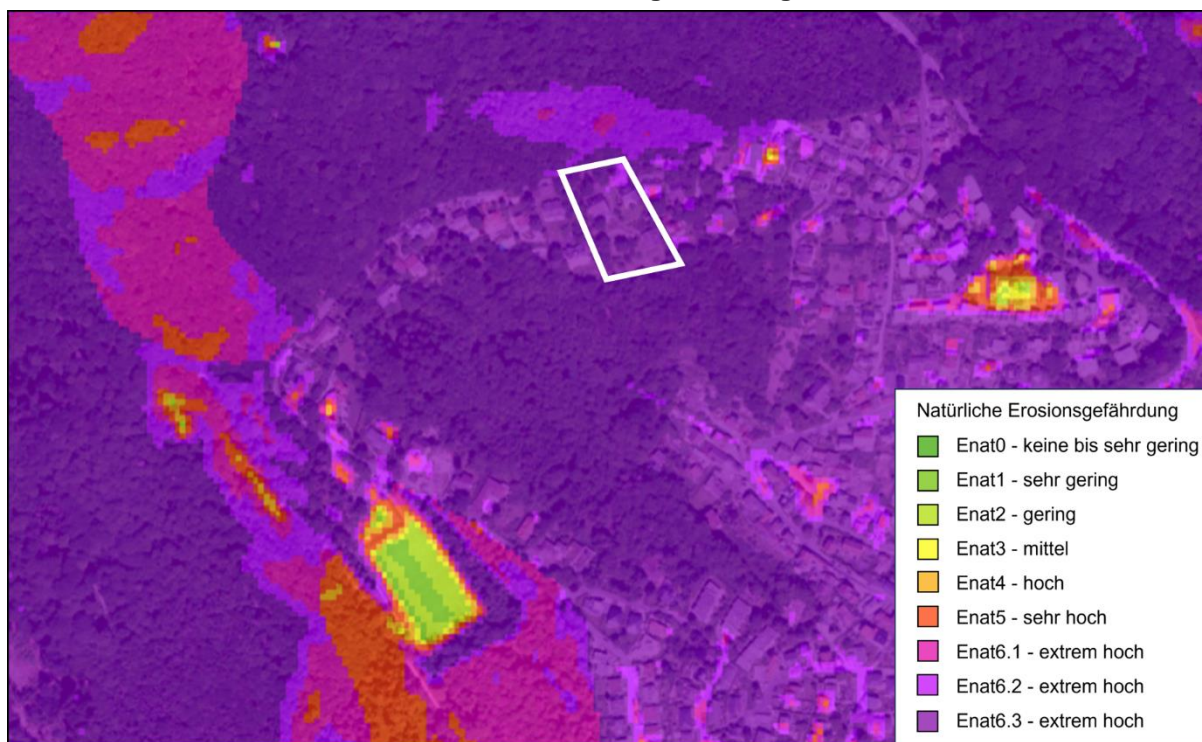 Natürliche Erosionsgefährdung
Enat0 - keine bis sehr gering
Enat1 - sehr gering
Enat2 - gering
Enat3 - mittel
Enat4 - hoch
Enat5 - sehr hoch
Enat6.1 - extrem hoch
Enat6.2 - extrem hoch
Enat6.3 - extrem hoch